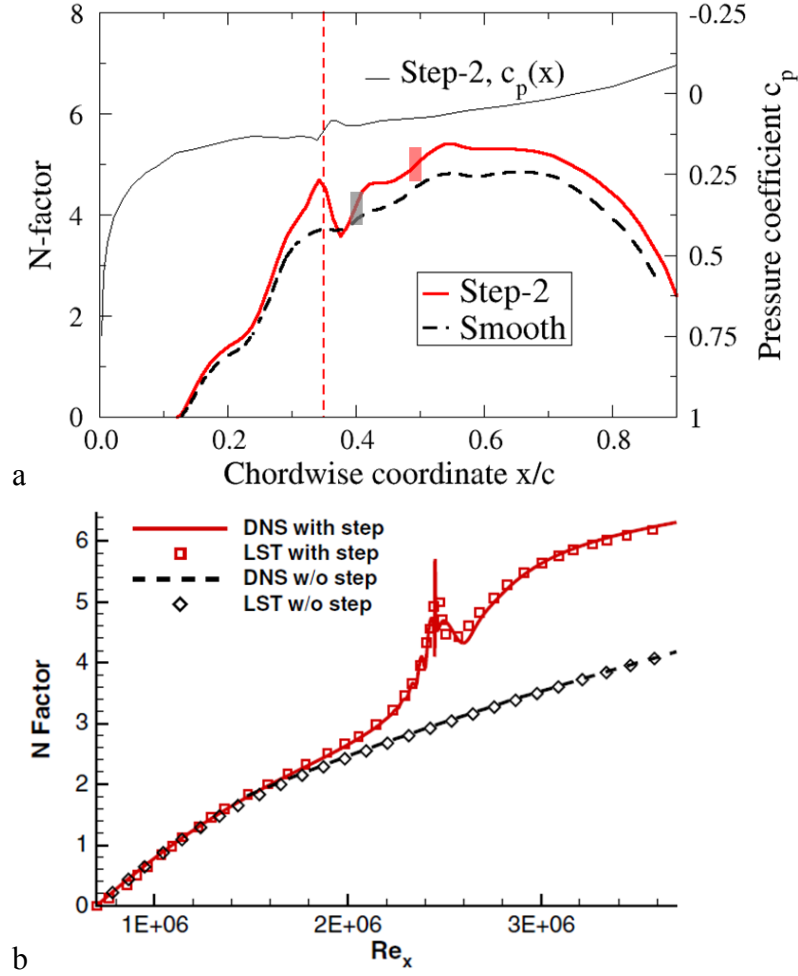 8
6
4
2
0
N-factor
Step-2, c_p(x)
-0.25
0
0.25
0.5
0.75
1
Pressure coefficient c_p
Step-2
Smooth
0.0
0.2
0.4
0.6
0.8
Chordwise coordinate x/c
a
6
5
4
3
2
1
0
N Factor
DNS with step
LST with step
DNS w/o step
LST w/o step
1E+06
2E+06
3E+06
Re_x
b